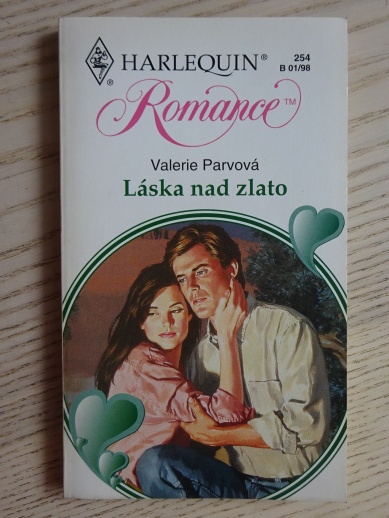 HARLEQUIN®
254
B 01/98
Romance™
Valerie Parvová
Láska nad zlato
®